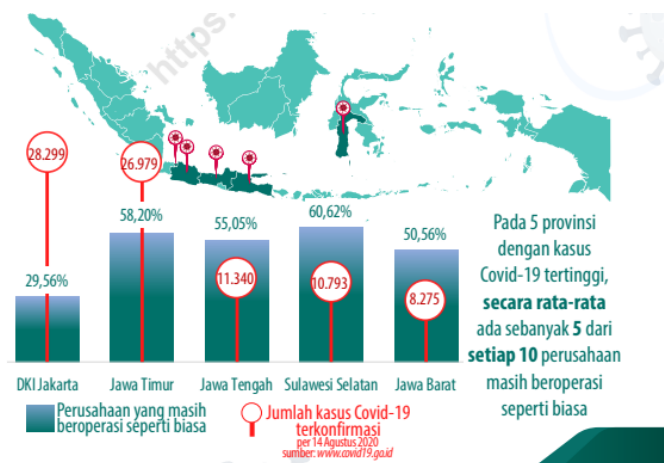 https:
28.299
26.979
58,20%
55,05%
60,62%
50,56%
29,56%
11.340
10.793
8.275
DKI Jakarta
Jawa Timur
Jawa Tengah
Sulawesi Selatan
Jawa Barat
Perusahaan yang masih
beroperasi seperti biasa
Jumlah kasus Covid-19
terkonfirmasi
per 14 Agustus 2020
sumber: www.covid19.go.id
Pada 5 provinsi
dengan kasus
Covid-19 tertinggi,
secara rata-rata
ada sebanyak 5 dari
setiap 10 perusahaan
masih beroperasi
seperti biasa